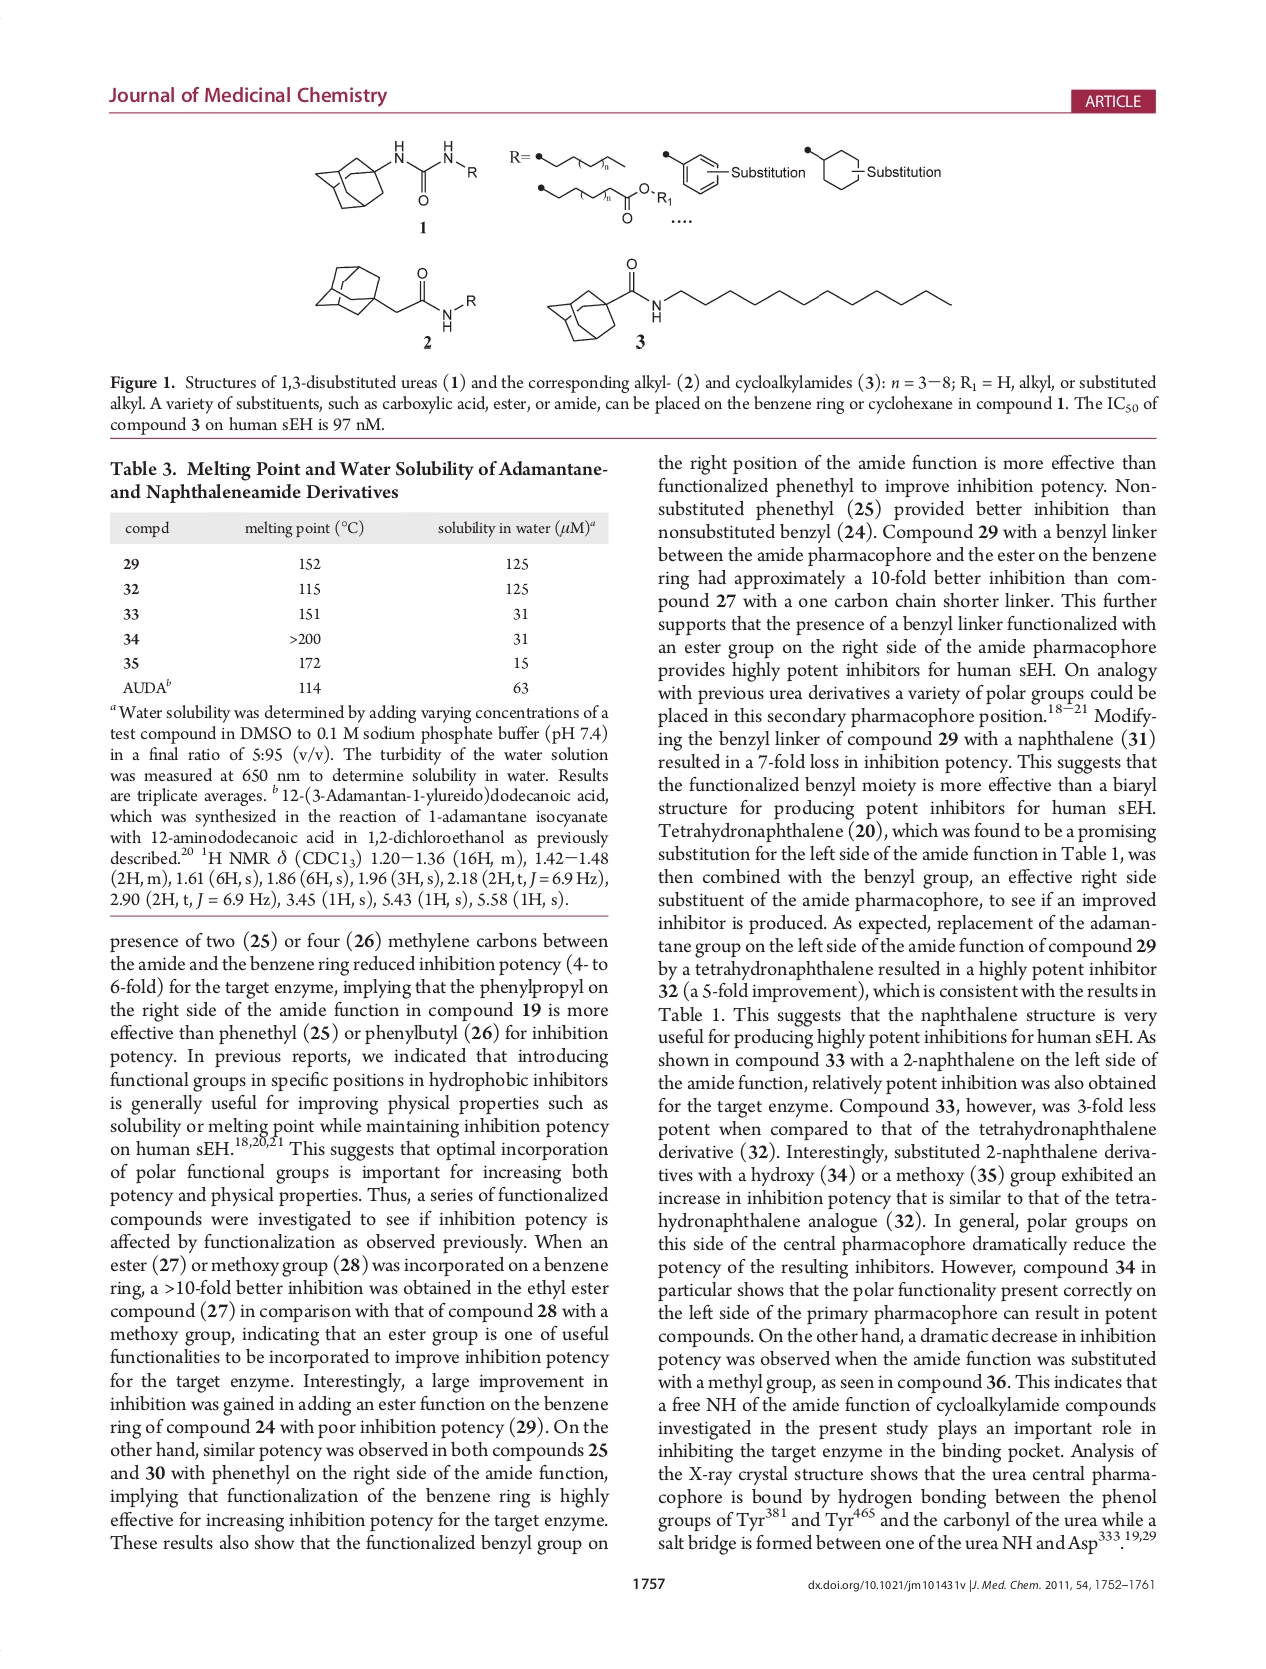 Journal of Medicinal Chemistry
ARTICLE
H
N
H
N
R
O
1
R=
n
Substitution
Substitution
n
O
R1
O
....
O
R
N
H
2
O
N
H
3
Figure 1. Structures of 1,3-disubstituted ureas (1) and the corresponding alkyl- (2) and cycloalkylamides (3): n = 3−8; R1 = H, alkyl, or substituted
alkyl. A variety of substituents, such as carboxylic acid, ester, or amide, can be placed on the benzene ring or cyclohexane in compound 1. The IC50 of
compound 3 on human sEH is 97 nM.
Table 3. Melting Point and Water Solubility of Adamantane-
and Naphthaleneamide Derivatives
compd melting point (°C) solubility in water (μM)a
29 152 125
32 115 125
33 151 31
34 >200 31
35 172 15
AUDAb 114 63
a Water solubility was determined by adding varying concentrations of a
test compound in DMSO to 0.1 M sodium phosphate buffer (pH 7.4)
in a final ratio of 5:95 (v/v). The turbidity of the water solution
was measured at 650 nm to determine solubility in water. Results
are triplicate averages. b 12-(3-Adamantan-1-ylureido)dodecanoic acid,
which was synthesized in the reaction of 1-adamantane isocyanate
with 12-aminododecanoic acid in 1,2-dichloroethanol as previously
described.20 1H NMR δ (CDC13) 1.20−1.36 (16H, m), 1.42−1.48
(2H, m), 1.61 (6H, s), 1.86 (6H, s), 1.96 (3H, s), 2.18 (2H, t, J = 6.9 Hz),
2.90 (2H, t, J = 6.9 Hz), 3.45 (1H, s), 5.43 (1H, s), 5.58 (1H, s).
presence of two (25) or four (26) methylene carbons between
the amide and the benzene ring reduced inhibition potency (4- to
6-fold) for the target enzyme, implying that the phenylpropyl on
the right side of the amide function in compound 19 is more
effective than phenethyl (25) or phenylbutyl (26) for inhibition
potency. In previous reports, we indicated that introducing
functional groups in specific positions in hydrophobic inhibitors
is generally useful for improving physical properties such as
solubility or melting point while maintaining inhibition potency
on human sEH.18,20,21 This suggests that optimal incorporation
of polar functional groups is important for increasing both
potency and physical properties. Thus, a series of functionalized
compounds were investigated to see if inhibition potency is
affected by functionalization as observed previously. When an
ester (27) or methoxy group (28) was incorporated on a benzene
ring, a >10-fold better inhibition was obtained in the ethyl ester
compound (27) in comparison with that of compound 28 with a
methoxy group, indicating that an ester group is one of useful
functionalities to be incorporated to improve inhibition potency
for the target enzyme. Interestingly, a large improvement in
inhibition was gained in adding an ester function on the benzene
ring of compound 24 with poor inhibition potency (29). On the
other hand, similar potency was observed in both compounds 25
and 30 with phenethyl on the right side of the amide function,
implying that functionalization of the benzene ring is highly
effective for increasing inhibition potency for the target enzyme.
These results also show that the functionalized benzyl group on
the right position of the amide function is more effective than
functionalized phenethyl to improve inhibition potency. Non-
substituted phenethyl (25) provided better inhibition than
nonsubstituted benzyl (24). Compound 29 with a benzyl linker
between the amide pharmacophore and the ester on the benzene
ring had approximately a 10-fold better inhibition than com-
pound 27 with a one carbon chain shorter linker. This further
supports that the presence of a benzyl linker functionalized with
an ester group on the right side of the amide pharmacophore
provides highly potent inhibitors for human sEH. On analogy
with previous urea derivatives a variety of polar groups could be
placed in this secondary pharmacophore position.18−21 Modify-
ing the benzyl linker of compound 29 with a naphthalene (31)
resulted in a 7-fold loss in inhibition potency. This suggests that
the functionalized benzyl moiety is more effective than a biaryl
structure for producing potent inhibitors for human sEH.
Tetrahydronaphthalene (20), which was found to be a promising
substitution for the left side of the amide function in Table 1, was
then combined with the benzyl group, an effective right side
substituent of the amide pharmacophore, to see if an improved
inhibitor is produced. As expected, replacement of the adaman-
tane group on the left side of the amide function of compound 29
by a tetrahydronaphthalene resulted in a highly potent inhibitor
32 (a 5-fold improvement), which is consistent with the results in
Table 1. This suggests that the naphthalene structure is very
useful for producing highly potent inhibitions for human sEH. As
shown in compound 33 with a 2-naphthalene on the left side of
the amide function, relatively potent inhibition was also obtained
for the target enzyme. Compound 33, however, was 3-fold less
potent when compared to that of the tetrahydronaphthalene
derivative (32). Interestingly, substituted 2-naphthalene deriva-
tives with a hydroxy (34) or a methoxy (35) group exhibited an
increase in inhibition potency that is similar to that of the tetra-
hydronaphthalene analogue (32). In general, polar groups on
this side of the central pharmacophore dramatically reduce the
potency of the resulting inhibitors. However, compound 34 in
particular shows that the polar functionality present correctly on
the left side of the primary pharmacophore can result in potent
compounds. On the other hand, a dramatic decrease in inhibition
potency was observed when the amide function was substituted
with a methyl group, as seen in compound 36. This indicates that
a free NH of the amide function of cycloalkylamide compounds
investigated in the present study plays an important role in
inhibiting the target enzyme in the binding pocket. Analysis of
the X-ray crystal structure shows that the urea central pharma-
cophore is bound by hydrogen bonding between the phenol
groups of Tyr381 and Tyr465 and the carbonyl of the urea while a
salt bridge is formed between one of the urea NH and Asp333.19,29
1757
dx.doi.org/10.1021/jm101431v |J. Med. Chem. 2011, 54, 1752–1761